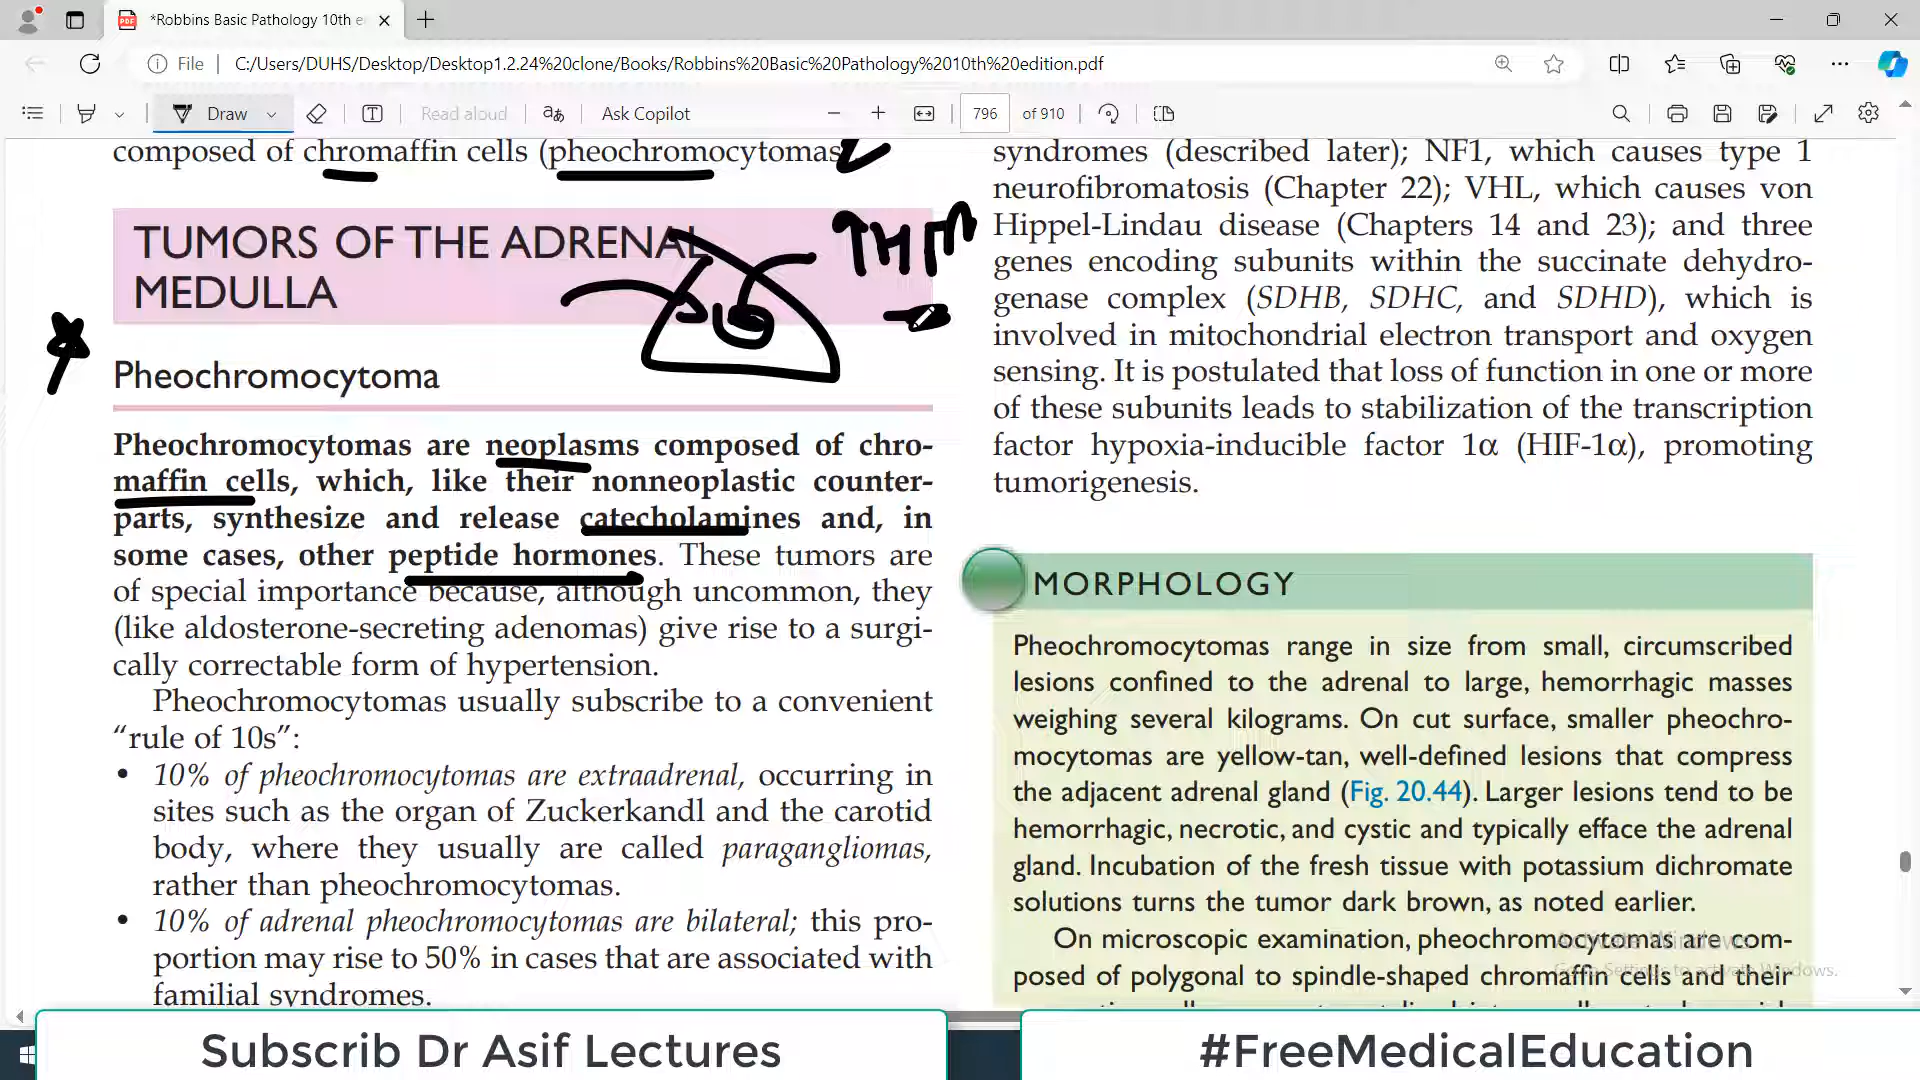 *Robbins Basic Pathology 10th e
File
C:/Users/DUHS/Desktop/Desktop1.2.24%20clone/Books/Robbins%20Basic%20Pathology%2010th%20edition.pdf
Draw
Read aloud
Ask Copilot
796 of 910
composed of chromaffin cells (pheochromocytomas
TUMORS OF THE ADRENAL
MEDULLA
Pheochromocytoma
Pheochromocytomas are neoplasms composed of chro-
maffin cells, which, like their nonneoplastic counter-
parts, synthesize and release catecholamines and, in
some cases, other peptide hormones. These tumors are
of special importance because, although uncommon, they
(like aldosterone-secreting adenomas) give rise to a surgi-
cally correctable form of hypertension.
Pheochromocytomas usually subscribe to a convenient
“rule of 10s”:
• 10% of pheochromocytomas are extraadrenal, occurring in
sites such as the organ of Zuckerkandl and the carotid
body, where they usually are called paragangliomas,
rather than pheochromocytomas.
• 10% of adrenal pheochromocytomas are bilateral; this pro-
portion may rise to 50% in cases that are associated with
familial syndromes.
syndromes (described later); NF1, which causes type 1
neurofibromatosis (Chapter 22); VHL, which causes von
Hippel-Lindau disease (Chapters 14 and 23); and three
genes encoding subunits within the succinate dehydro-
genase complex (SDHB, SDHC, and SDHD), which is
involved in mitochondrial electron transport and oxygen
sensing. It is postulated that loss of function in one or more
of these subunits leads to stabilization of the transcription
factor hypoxia-inducible factor 1α (HIF-1α), promoting
tumorigenesis.
MORPHOLOGY
Pheochromocytomas range in size from small, circumscribed
lesions confined to the adrenal to large, hemorrhagic masses
weighing several kilograms. On cut surface, smaller pheochro-
mocytomas are yellow-tan, well-defined lesions that compress
the adjacent adrenal gland (Fig. 20.44). Larger lesions tend to be
hemorrhagic, necrotic, and cystic and typically efface the adrenal
gland. Incubation of the fresh tissue with potassium dichromate
solutions turns the tumor dark brown, as noted earlier.
On microscopic examination, pheochromocytomas are com-
posed of polygonal to spindle-shaped chromaffin cells and their
Activate Windows
Go to Settings to activate Windows.
Subscrib Dr Asif Lectures
#FreeMedicalEducation